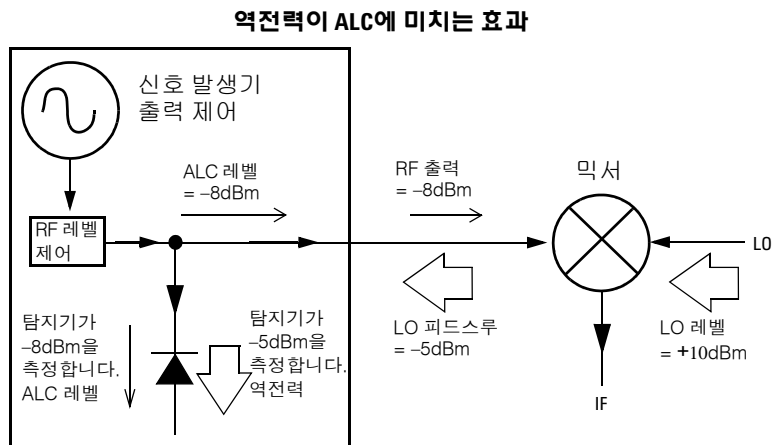 역전력이 ALC에 미치는 효과
신호 발생기
출력 제어
ALC 레벨
= –8dBm
RF 출력
= –8dBm
믹서
RF 레벨
제어
LO
탐지기가
–8dBm을
측정합니다.
ALC 레벨
탐지기가
–5dBm을
측정합니다.
역전력
LO 피드스루
= –5dBm
LO 레벨
= +10dBm
IF